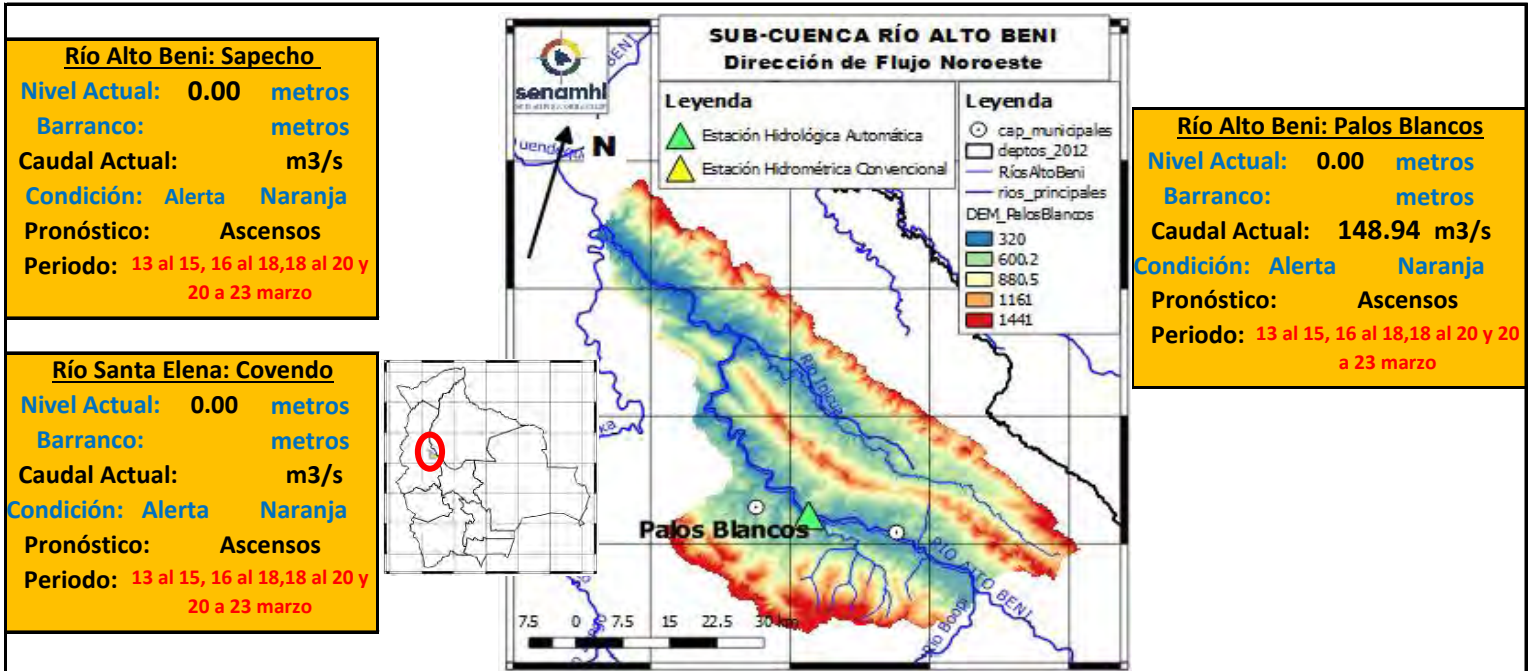 Río Alto Beni: Sapecho
Nivel Actual: 0.00 metros
Barranco: metros
Caudal Actual: m3/s
Condición: Alerta Naranja
Pronóstico: Ascensos
Periodo: 13 al 15, 16 al 18,18 al 20 y
20 a 23 marzo
Río Santa Elena: Covendo
Nivel Actual: 0.00 metros
Barranco: metros
Caudal Actual: m3/s
Condición: Alerta Naranja
Pronóstico: Ascensos
Periodo: 13 al 15, 16 al 18,18 al 20 y
20 a 23 marzo
senamhi
N
BENI
SUB-CUENCA RÍO ALTO BENI
Dirección de Flujo Noroeste
Leyenda
Estación Hidrológica Automática
Estación Hidrométrica Convencional
Leyenda
cap_municipales
deptos_2012
RíosAltoBeni
rios_principales
DEM_PalosBlancos
320
600.2
880.5
1161
1441
Río Inicua
Palos Blancos
RÍO ALTO BENI
Río Boopi
7.5 0 7.5 15 22.5 30 km
Río Alto Beni: Palos Blancos
Nivel Actual: 0.00 metros
Barranco: metros
Caudal Actual: 148.94 m3/s
Condición: Alerta Naranja
Pronóstico: Ascensos
Periodo: 13 al 15, 16 al 18,18 al 20 y 20
a 23 marzo